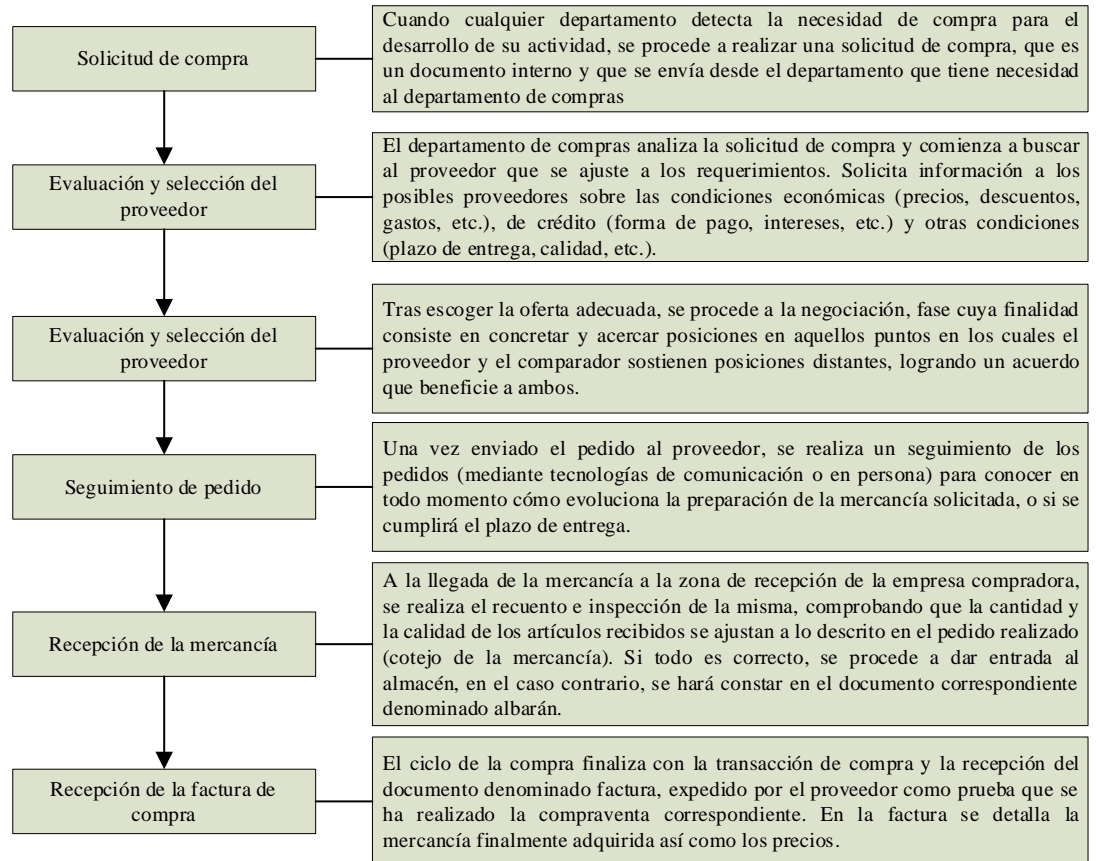 Solicitud de compra
Cuando cualquier departamento detecta la necesidad de compra para el
desarrollo de su actividad, se procede a realizar una solicitud de compra, que es
un documento interno y que se envía desde el departamento que tiene necesidad
al departamento de compras
Evaluación y selección del
proveedor
El departamento de compras analiza la solicitud de compra y comienza a buscar
al proveedor que se ajuste a los requerimientos. Solicita información a los
posibles proveedores sobre las condiciones económicas (precios, descuentos,
gastos, etc.), de crédito (forma de pago, intereses, etc.) y otras condiciones
(plazo de entrega, calidad, etc.).
Evaluación y selección del
proveedor
Tras escoger la oferta adecuada, se procede a la negociación, fase cuya finalidad
consiste en concretar y acercar posiciones en aquellos puntos en los cuales el
proveedor y el comparador sostienen posiciones distantes, logrando un acuerdo
que beneficie a ambos.
Seguimiento de pedido
Una vez enviado el pedido al proveedor, se realiza un seguimiento de los
pedidos (mediante tecnologías de comunicación o en persona) para conocer en
todo momento cómo evoluciona la preparación de la mercancía solicitada, o si se
cumplirá el plazo de entrega.
Recepción de la mercancía
A la llegada de la mercancía a la zona de recepción de la empresa compradora,
se realiza el recuento e inspección de la misma, comprobando que la cantidad y
la calidad de los artículos recibidos se ajustan a lo descrito en el pedido realizado
(cotejo de la mercancía). Si todo es correcto, se procede a dar entrada al
almacén, en el caso contrario, se hará constar en el documento correspondiente
denominado albarán.
Recepción de la factura de
compra
El ciclo de la compra finaliza con la transacción de compra y la recepción del
documento denominado factura, expedido por el proveedor como prueba que se
ha realizado la compraventa correspondiente. En la factura se detalla la
mercancía finalmente adquirida así como los precios.